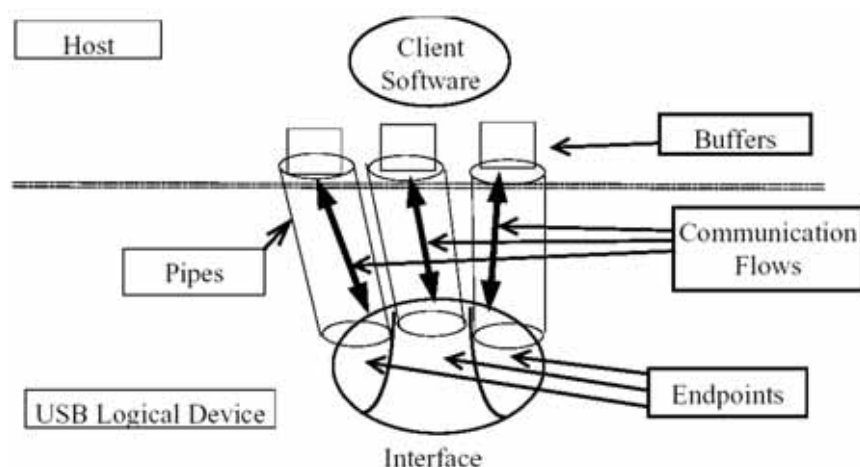 Host
Client
Software
Buffers
Communication
Flows
Pipes
Endpoints
USB Logical Device
Interface